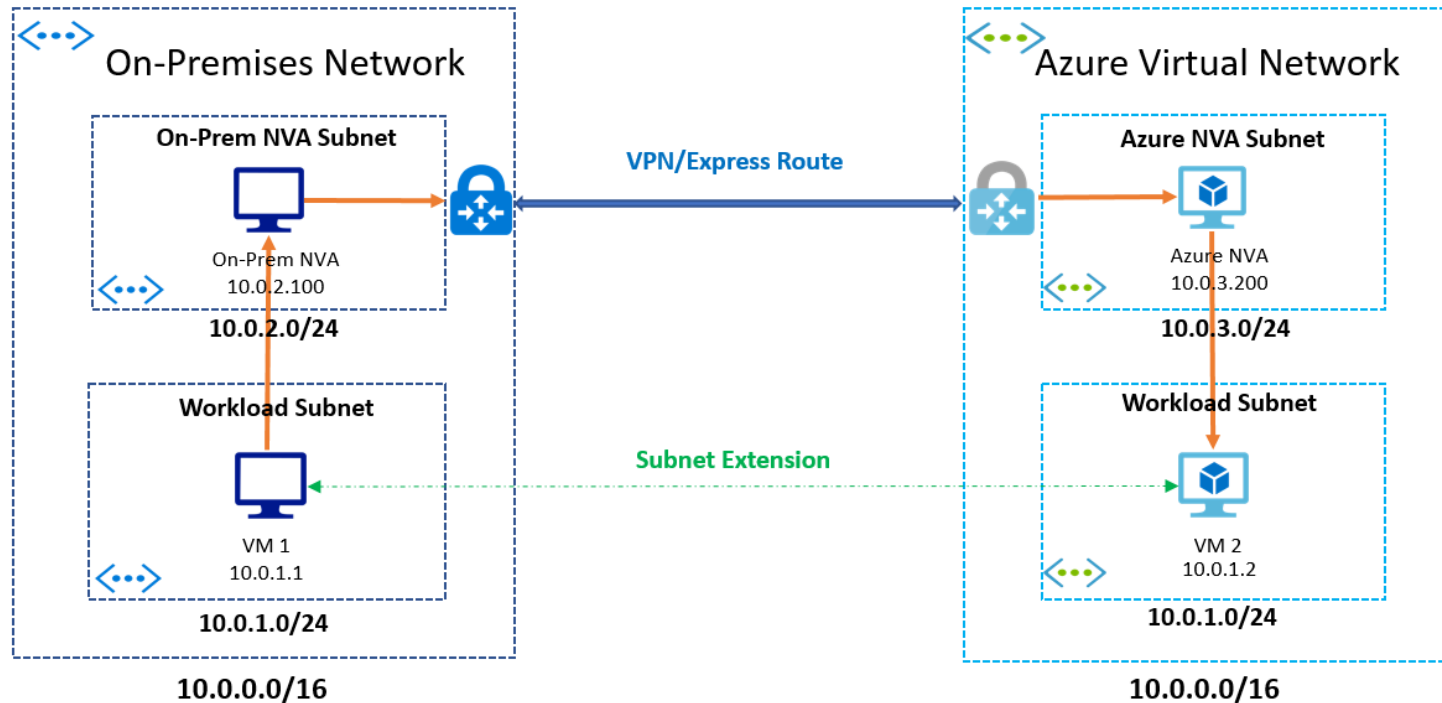 On-Premises Network
On-Prem NVA Subnet
On-Prem NVA
10.0.2.100
10.0.2.0/24
Workload Subnet
VM 1
10.0.1.1
10.0.1.0/24
10.0.0.0/16
VPN/Express Route
Subnet Extension
Azure Virtual Network
Azure NVA Subnet
Azure NVA
10.0.3.200
10.0.3.0/24
Workload Subnet
VM 2
10.0.1.2
10.0.1.0/24
10.0.0.0/16